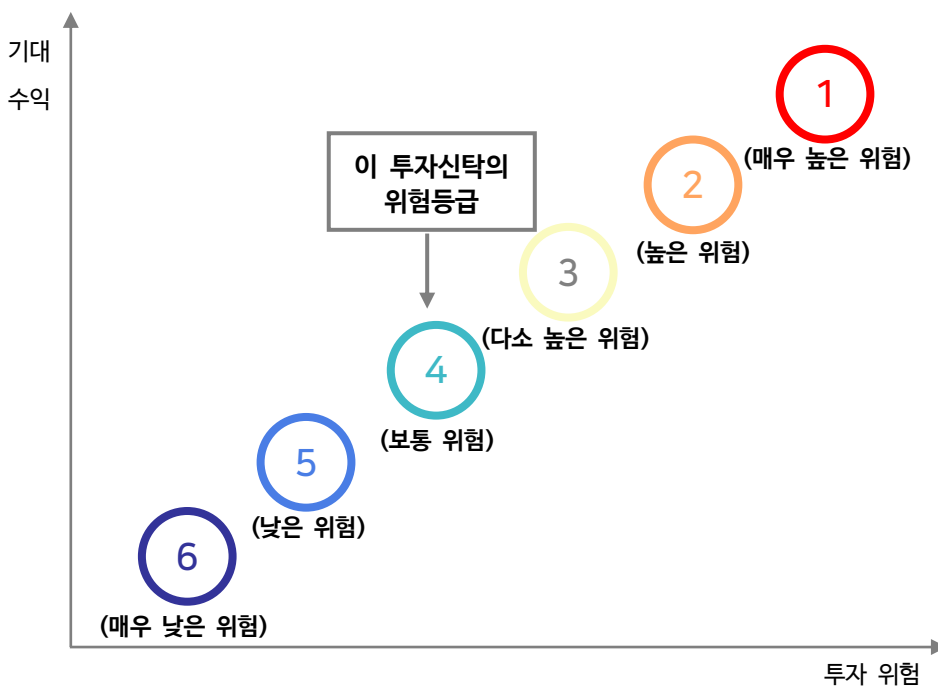 기대
수익
1
(매우 높은 위험)
이 투자신탁의
위험등급
2
(높은 위험)
3
(다소 높은 위험)
4
(보통 위험)
5
(낮은 위험)
6
(매우 낮은 위험)
투자 위험